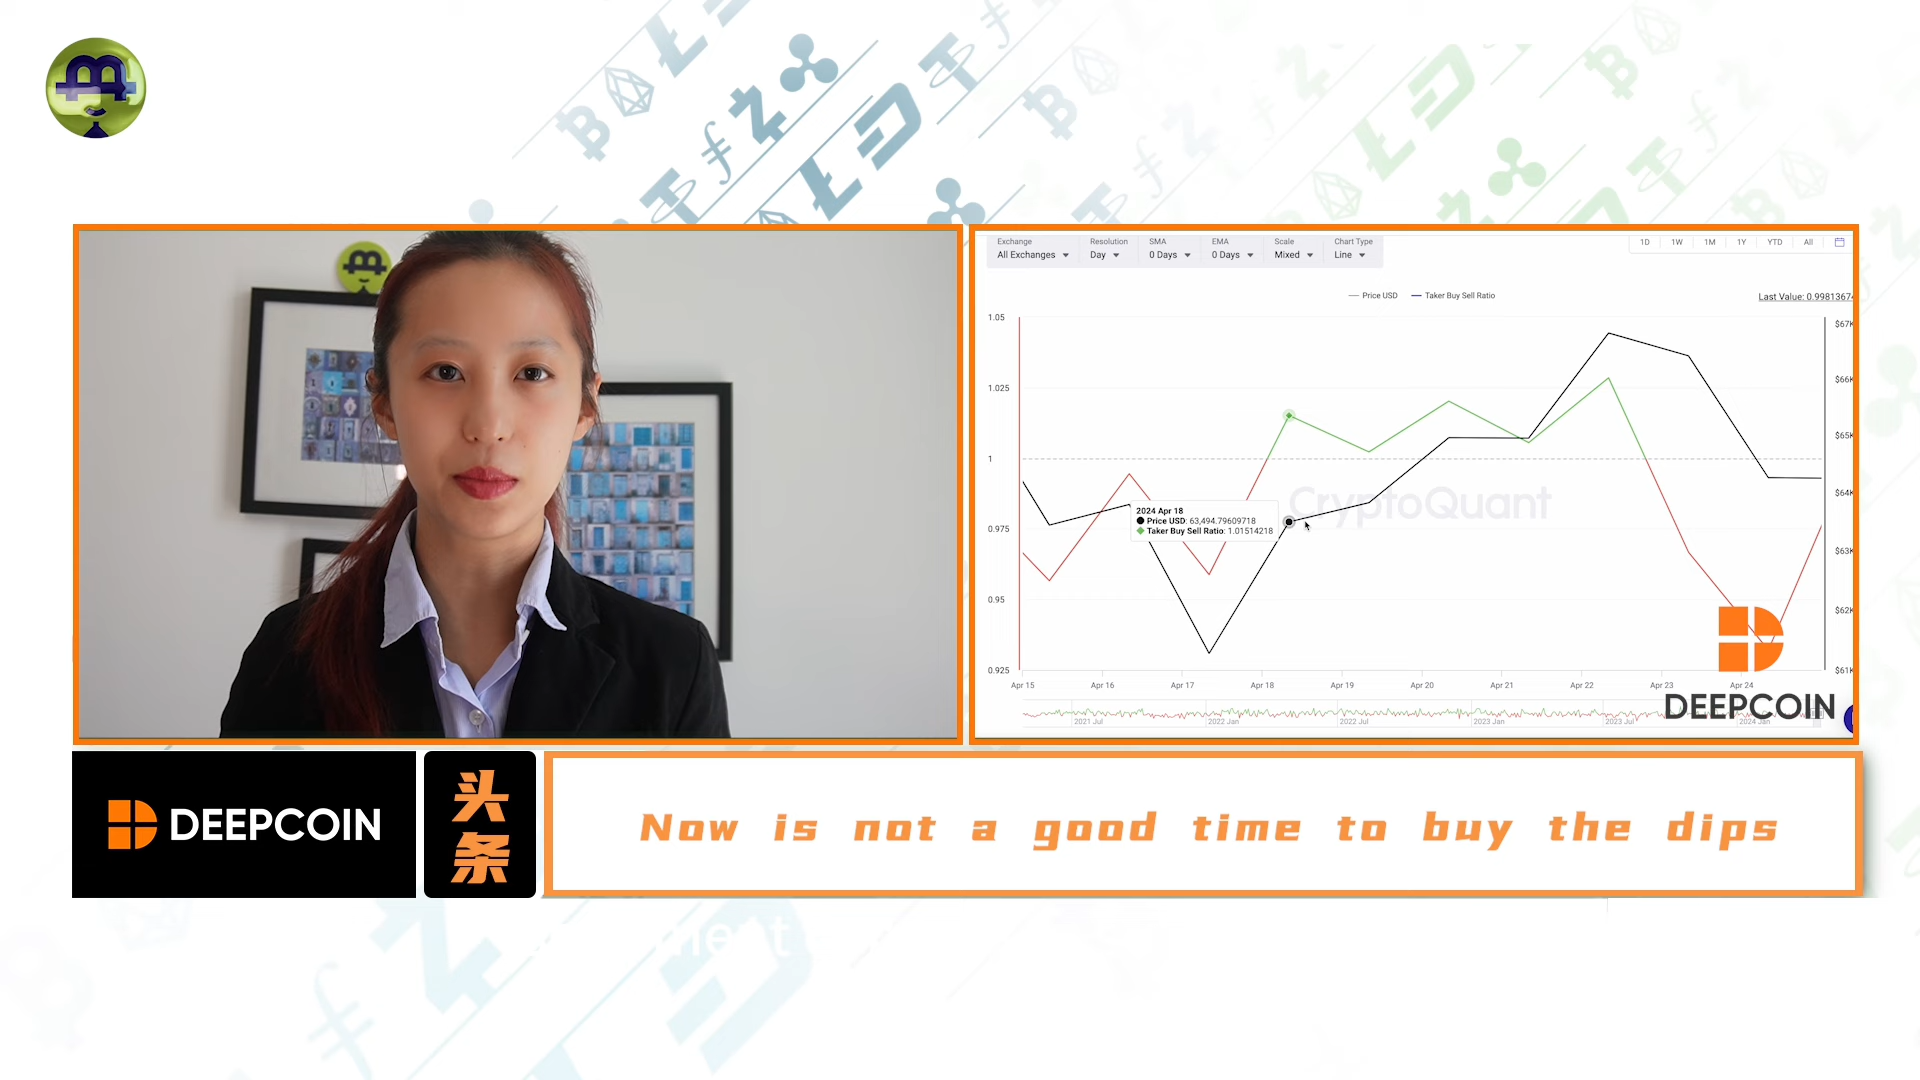 Exchange Resolution SMA EMA Scale Chart Type
All Exchanges Day 0 Days 0 Days Mixed Line
1D 1W 1M 1Y YTD All
Price USD Taker Buy Sell Ratio
Last Value: 0.9981367
1.05
1.025
1
0.975
0.95
0.925
$67K
$66K
$65K
$64K
$63K
$62K
$61K
CryptoQuant
2024 Apr 18
Price USD: 63,494.79609718
Taker Buy Sell Ratio: 1.01514218
Apr 15 Apr 16 Apr 17 Apr 18 Apr 19 Apr 20 Apr 21 Apr 22 Apr 23 Apr 24
2021 Jul 2022 Jan 2022 Jul 2023 Jan 2023 Jul 2024 Jan
DEEPCOIN
DEEPCOIN
头
条
Now is not a good time to buy the dips